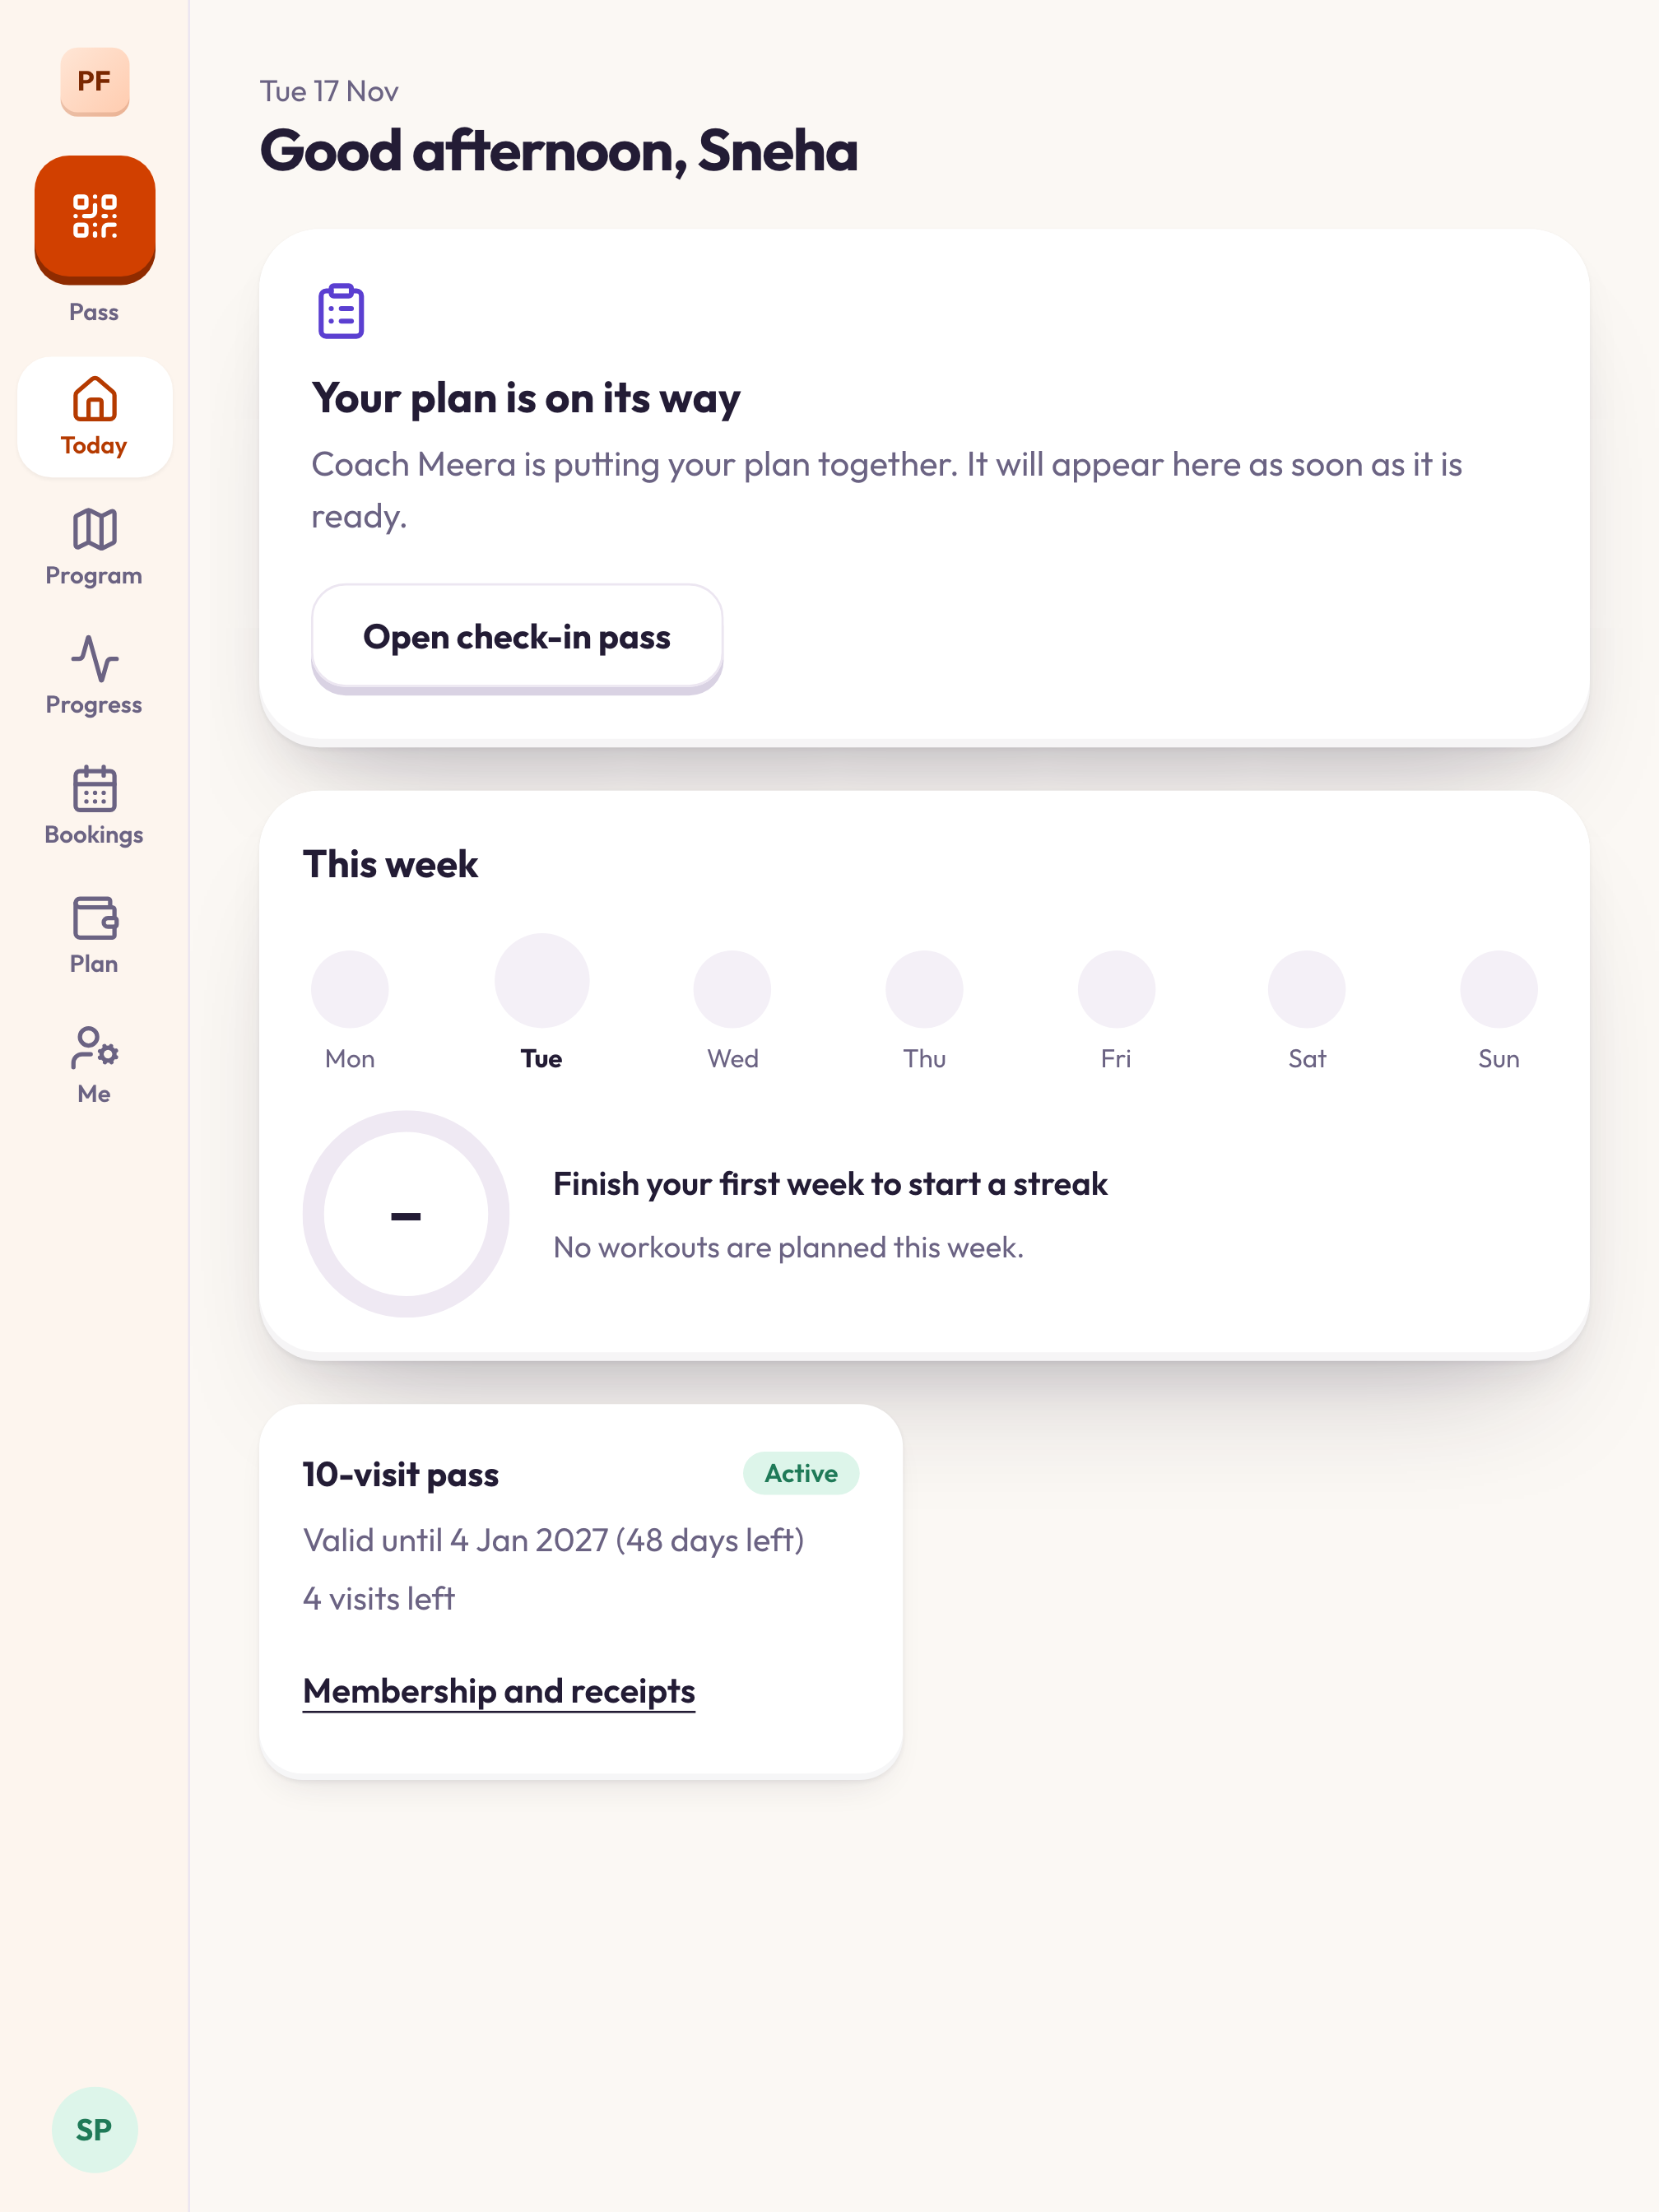 PF
Pass
Today
Program
Progress
Bookings
Plan
Me
SP
Tue 17 Nov
Good afternoon, Sneha
Your plan is on its way
Coach Meera is putting your plan together. It will appear here as soon as it is
ready.
Open check-in pass
This week
Mon Tue Wed Thu Fri Sat Sun
–
Finish your first week to start a streak
No workouts are planned this week.
10-visit pass
Active
Valid until 4 Jan 2027 (48 days left)
4 visits left
Membership and receipts